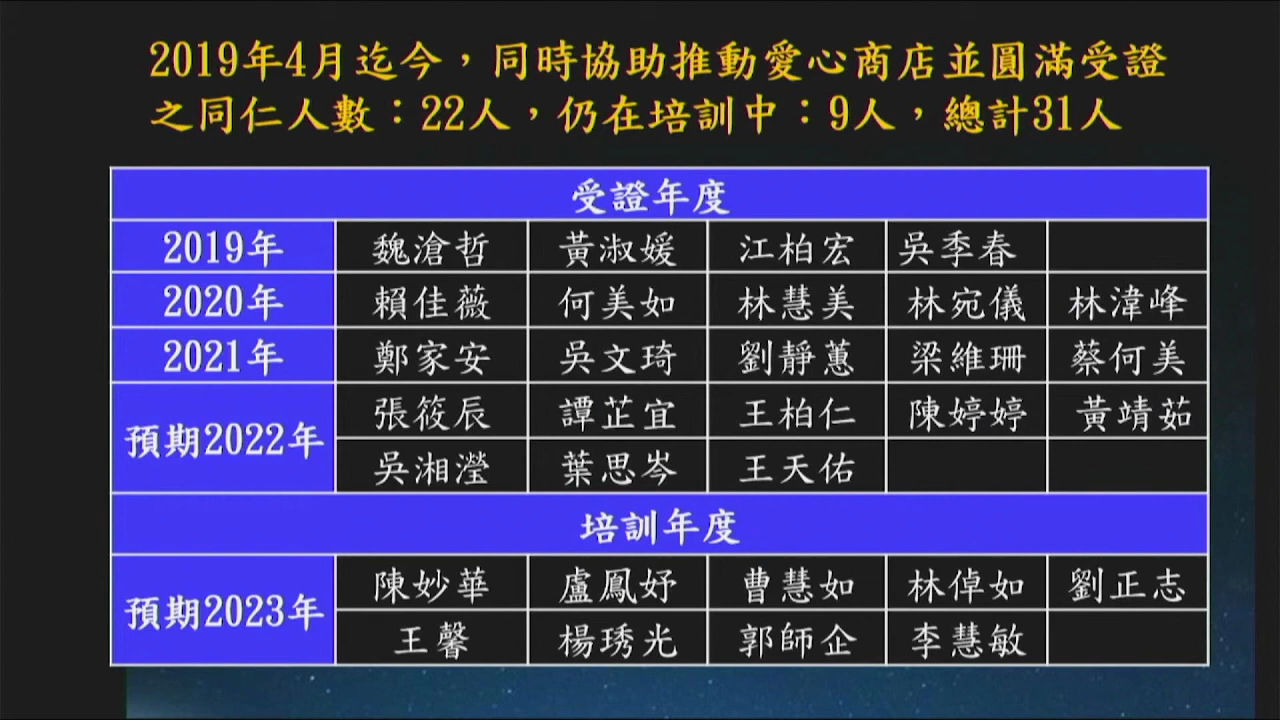 2019年4月迄今，同時協助推動愛心商店並圓滿受證
之同仁人數：22人，仍在培訓中：9人，總計31人
受證年度
2019年 魏滄哲 黃淑媛 江柏宏 吳季春
2020年 賴佳薇 何美如 林慧美 林宛儀 林湋峰
2021年 鄭家安 吳文琦 劉靜蕙 梁維珊 蔡何美
預期2022年 張筱辰 譚芷宜 王柏仁 陳婷婷 黃靖茹
吳湘瀅 葉思岑 王天佑
培訓年度
預期2023年 陳妙華 盧鳳妤 曹慧如 林倬如 劉正志
王馨 楊琇光 郭師企 李慧敏